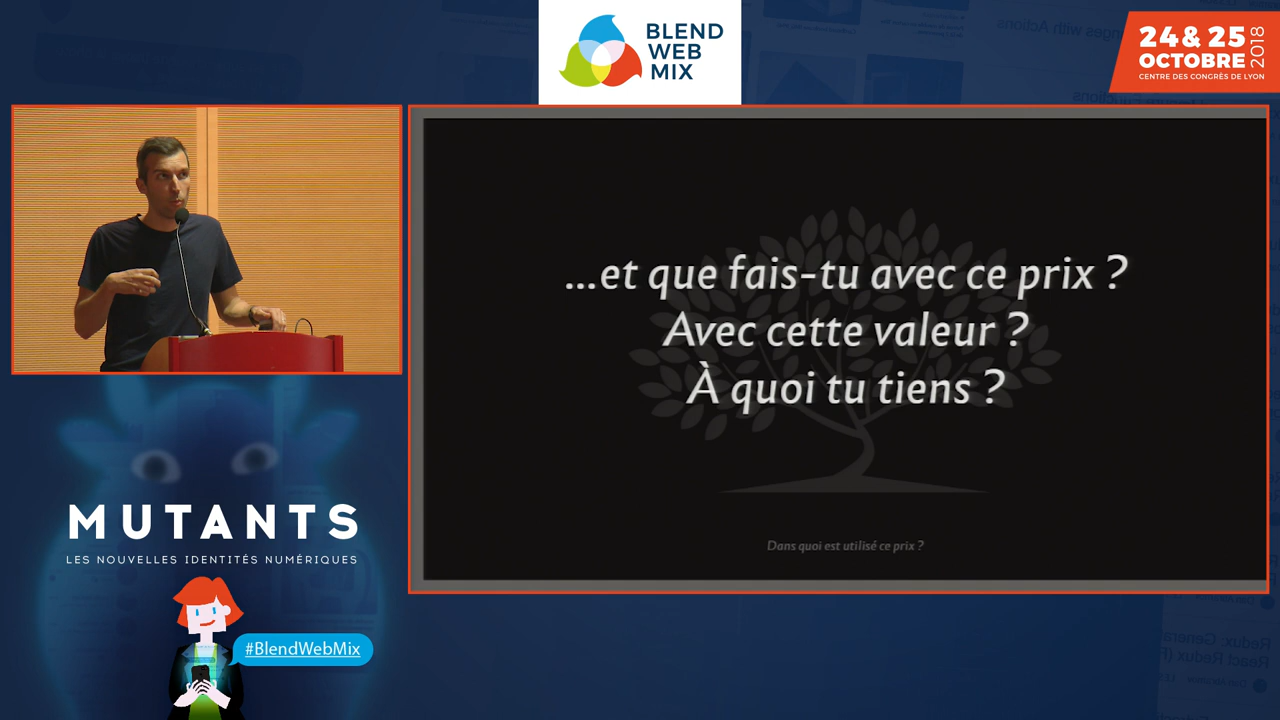 BLEND
WEB
MIX
24 & 25
OCTOBRE
2018
CENTRE DES CONGRÈS DE LYON
...et que fais-tu avec ce prix ?
Avec cette valeur ?
À quoi tu tiens ?
Dans quoi est utilisé ce prix ?
MUTANTS
LES NOUVELLES IDENTITÉS NUMÉRIQUES
#BlendWebMix